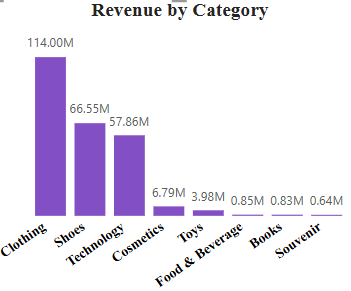 Revenue by Category
114.00M
66.55M
57.86M
6.79M
3.98M
0.85M
0.83M
0.64M
Clothing
Shoes
Technology
Cosmetics
Toys
Food & Beverage
Books
Souvenir